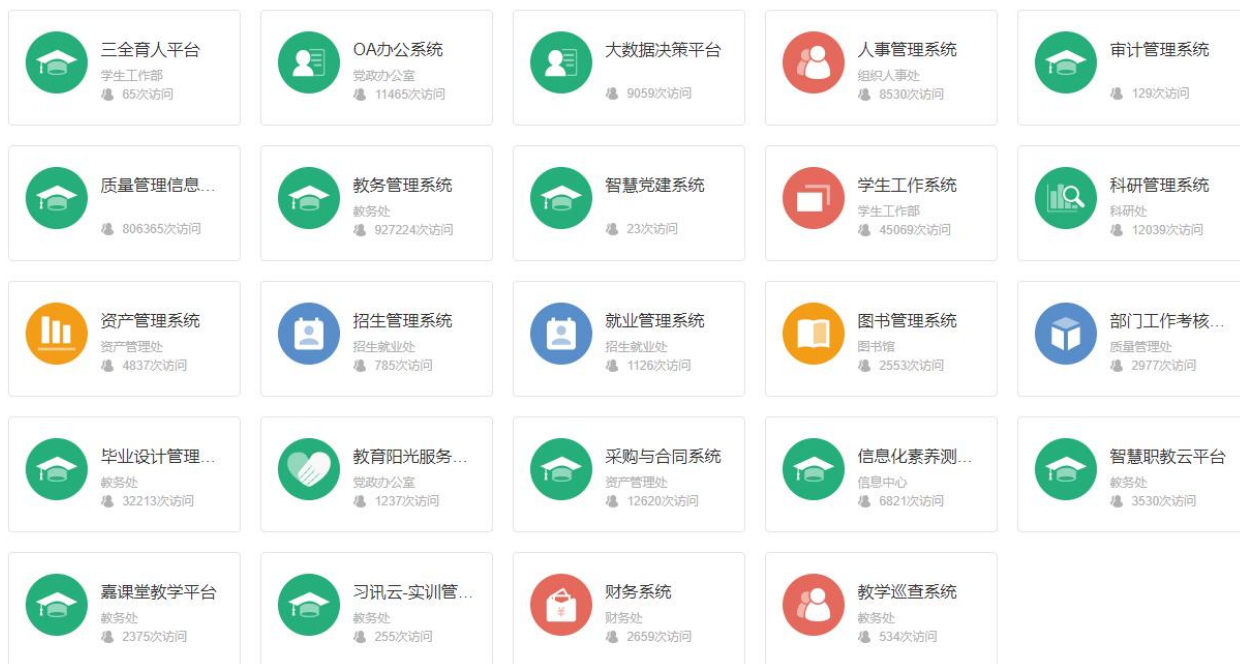 三全育人平台
学生工作部
65次访问
OA办公系统
党政办公室
11465次访问
大数据决策平台
9059次访问
人事管理系统
组织人事处
8530次访问
审计管理系统
129次访问
质量管理信息...
806365次访问
教务管理系统
教务处
927224次访问
智慧党建系统
23次访问
学生工作系统
学生工作部
45069次访问
科研管理系统
科研处
12039次访问
资产管理系统
资产管理处
4837次访问
招生管理系统
招生就业处
785次访问
就业管理系统
招生就业处
1126次访问
图书管理系统
图书馆
2553次访问
部门工作考核...
质量管理处
2977次访问
毕业设计管理...
教务处
32213次访问
教育阳光服务...
党政办公室
1237次访问
采购与合同系统
资产管理处
12620次访问
信息化素养测...
信息中心
6821次访问
智慧职教云平台
教务处
3530次访问
嘉课堂教学平台
教务处
2375次访问
习讯云-实训管...
教务处
255次访问
¥
财务系统
财务处
2659次访问
教学巡查系统
教务处
534次访问